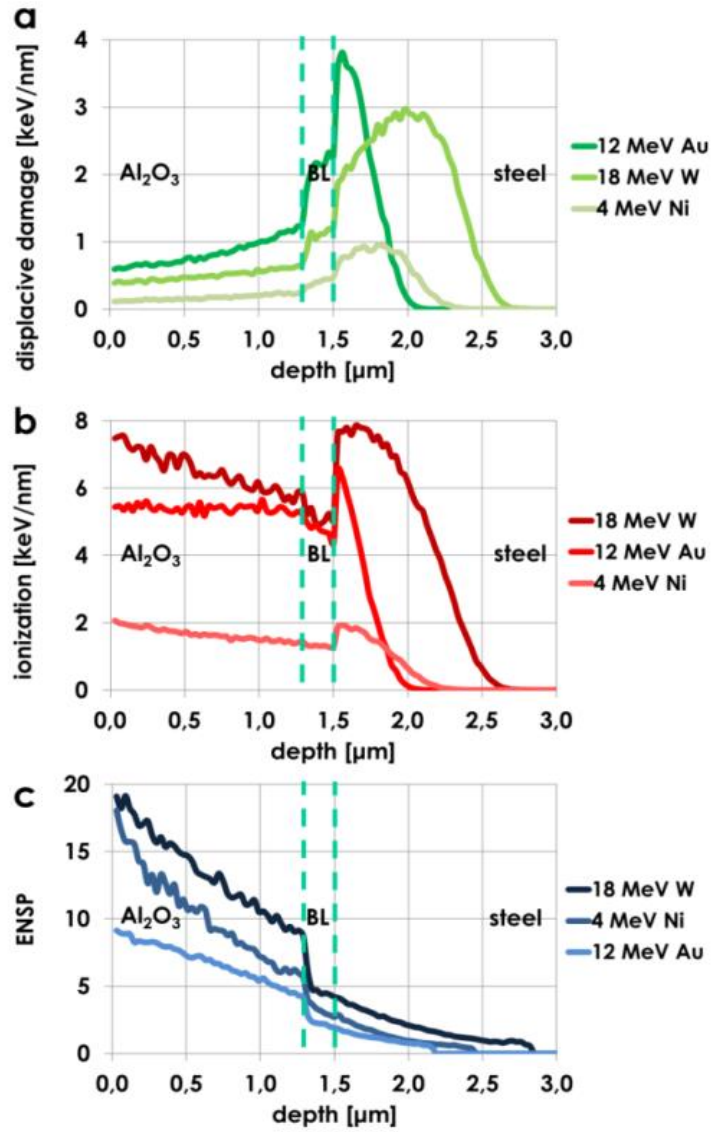 a
displacive damage [keV/nm]
4
3
2
1
0
Al₂O₃
BL
steel
12 MeV Au
18 MeV W
4 MeV Ni
0,0 0,5 1,0 1,5 2,0 2,5 3,0
depth [µm]
b
ionization [keV/nm]
8
6
4
2
0
Al₂O₃
BL
steel
18 MeV W
12 MeV Au
4 MeV Ni
0,0 0,5 1,0 1,5 2,0 2,5 3,0
depth [µm]
c
ENSP
20
15
10
5
0
Al₂O₃
BL
steel
18 MeV W
4 MeV Ni
12 MeV Au
0,0 0,5 1,0 1,5 2,0 2,5 3,0
depth [µm]